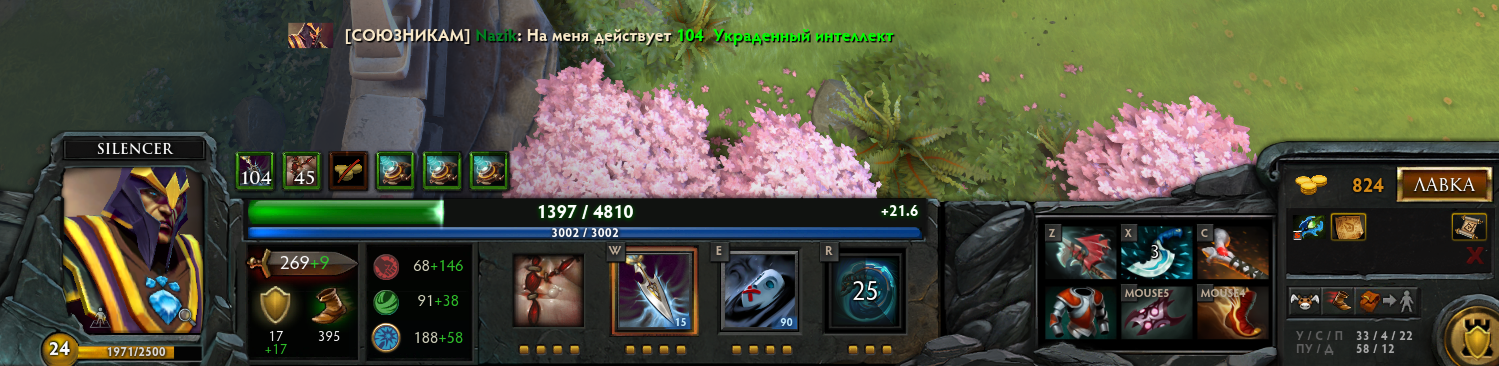 [СОЮЗНИКАМ] Nazik: На меня действует 104 Украденный интеллект
SILENCER
104 45
1397 / 4810 +21.6
3002 / 3002
269+9
17 +17
395
68+146
91+38
188+58
W 15
E 90
R 25
24 1971/2500
Z X 3 C
MOUSE5 MOUSE4
824 ЛАВКА
У / С / П 33 / 4 / 22
ПУ / Д 58 / 12